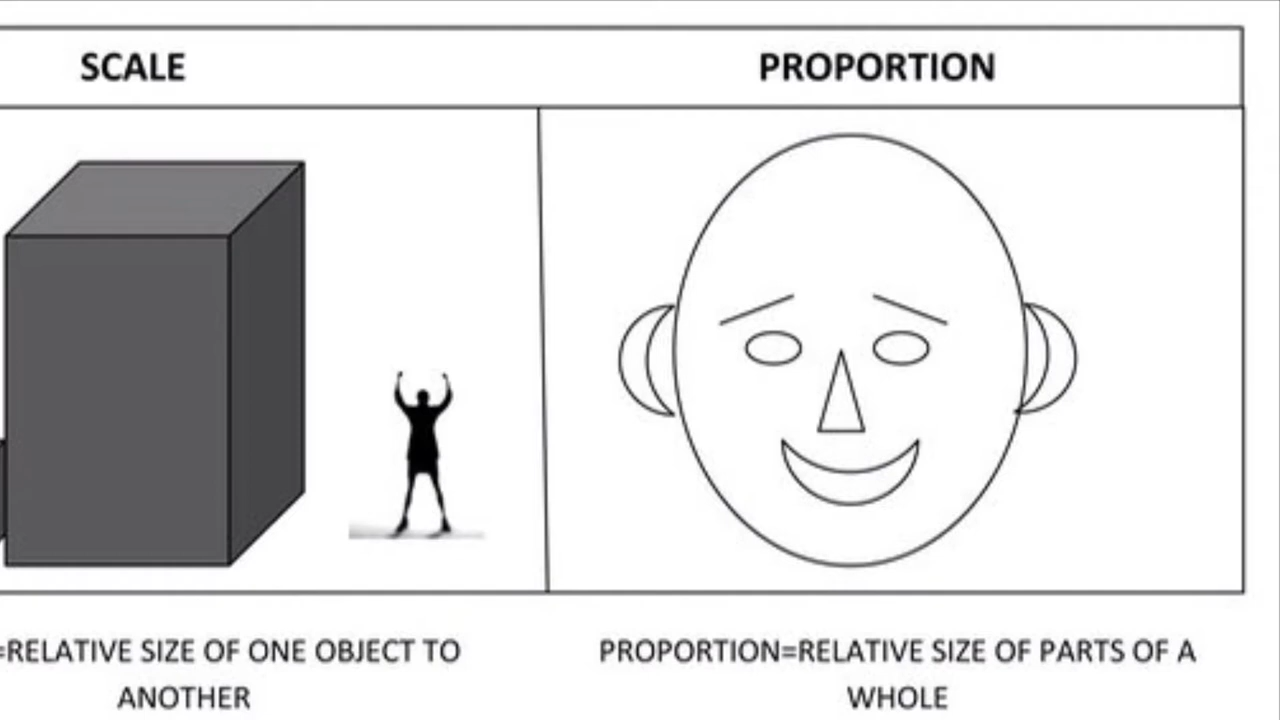 SCALE
PROPORTION
=RELATIVE SIZE OF ONE OBJECT TO
ANOTHER
PROPORTION=RELATIVE SIZE OF PARTS OF A
WHOLE